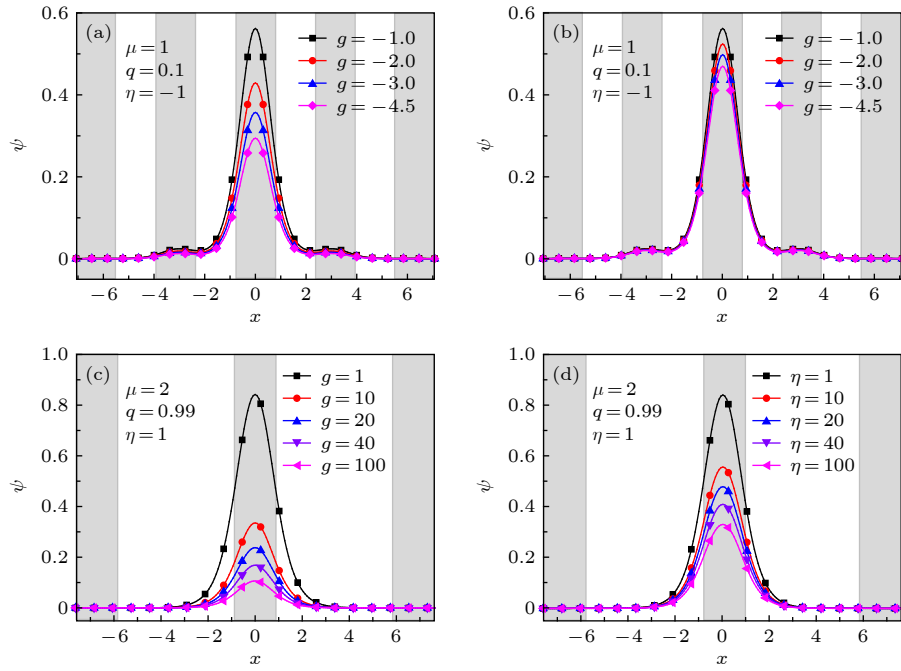 (a)
μ = 1
q = 0.1
η = −1
g = −1.0
g = −2.0
g = −3.0
g = −4.5
0.6
0.4
0.2
0
ψ
−6 −4 −2 0 2 4 6
x
(b)
μ = 1
q = 0.1
η = −1
g = −1.0
g = −2.0
g = −3.0
g = −4.5
0.6
0.4
0.2
0
ψ
−6 −4 −2 0 2 4 6
x
(c)
μ = 2
q = 0.99
η = 1
g = 1
g = 10
g = 20
g = 40
g = 100
1.0
0.8
0.6
0.4
0.2
0
ψ
−6 −4 −2 0 2 4 6
x
(d)
μ = 2
q = 0.99
η = 1
η = 1
η = 10
η = 20
η = 40
η = 100
1.0
0.8
0.6
0.4
0.2
0
ψ
−6 −4 −2 0 2 4 6
x